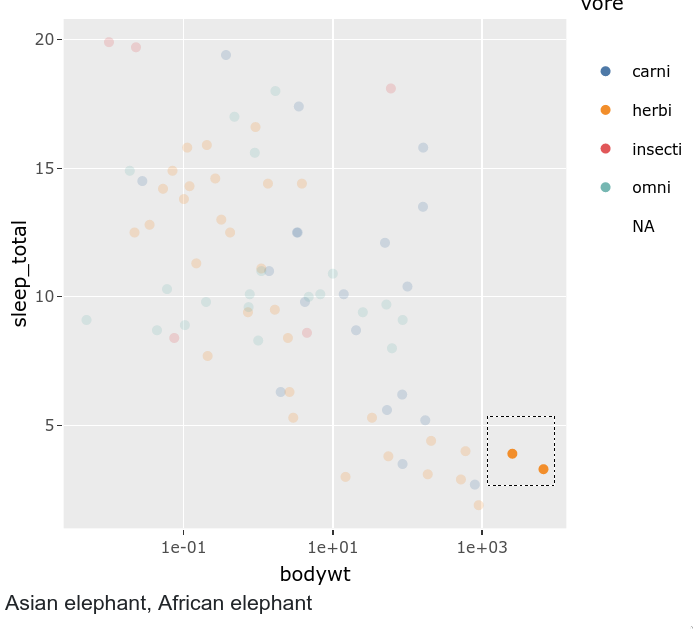 vore
20
carni
herbi
insecti
15
omni
NA
sleep_total
10
5
1e-01 1e+01 1e+03
bodywt
Asian elephant, African elephant